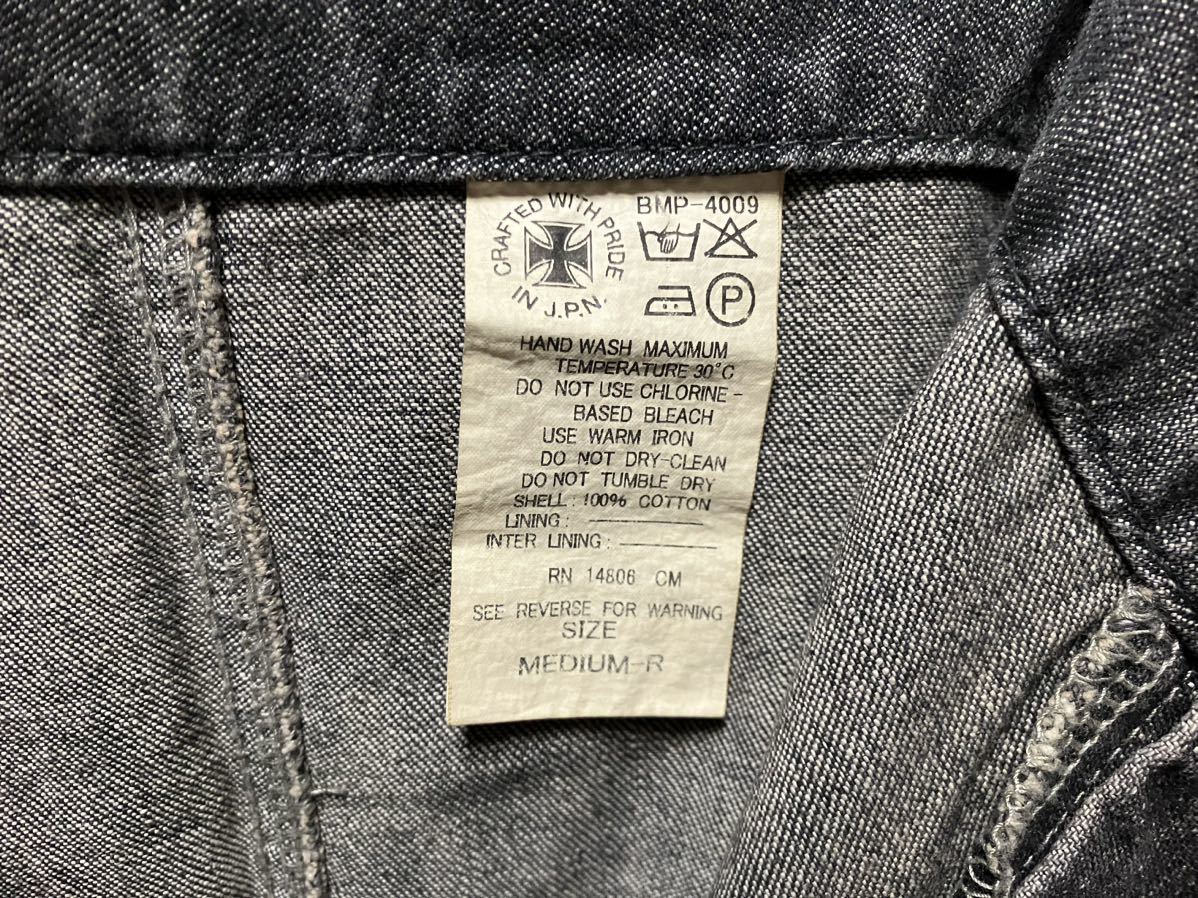 CRAFTED WITH PRIDE
IN J.P.N.
BMP-4009
P
HAND WASH MAXIMUM
TEMPERATURE 30°C
DO NOT USE CHLORINE-
BASED BLEACH
USE WARM IRON
DO NOT DRY-CLEAN
DO NOT TUMBLE DRY
SHELL: 100% COTTON
LINING:
INTER LINING:
RN 14806 CM
SEE REVERSE FOR WARNING
SIZE
MEDIUM-R